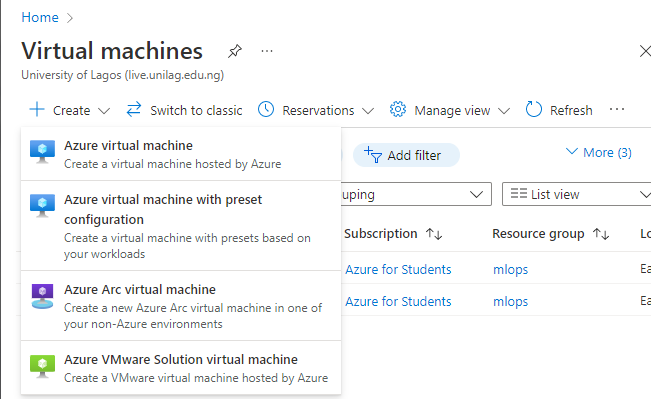 Home
Virtual machines
University of Lagos (live.unilag.edu.ng)
Create Switch to classic Reservations Manage view Refresh
Azure virtual machine
Create a virtual machine hosted by Azure
Azure virtual machine with preset
configuration
Create a virtual machine with presets based on
your workloads
Azure Arc virtual machine
Create a new Azure Arc virtual machine in one of
your non-Azure environments
Azure VMware Solution virtual machine
Create a VMware virtual machine hosted by Azure
Add filter
More (3)
List view
Subscription Resource group
Azure for Students mlops
Azure for Students mlops